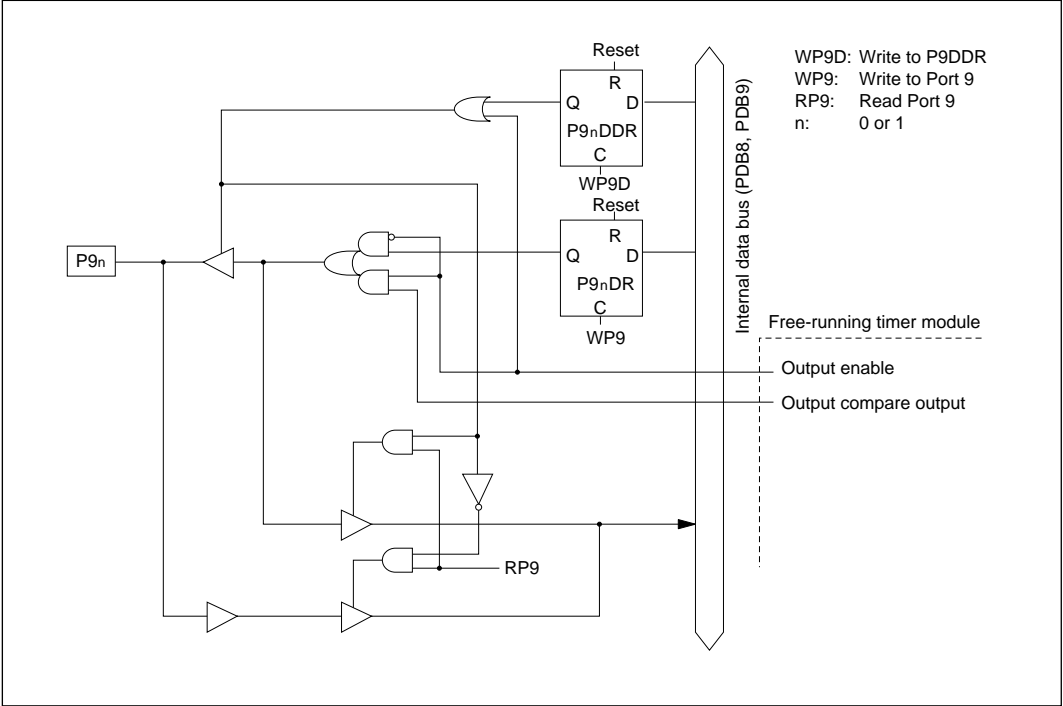 Reset
R
Q D
P9nDDR
C
WP9D
Reset
R
Q D
P9nDR
C
WP9
P9n
RP9
Internal data bus (PDB8, PDB9)
WP9D: Write to P9DDR
WP9: Write to Port 9
RP9: Read Port 9
n: 0 or 1
Free-running timer module
Output enable
Output compare output